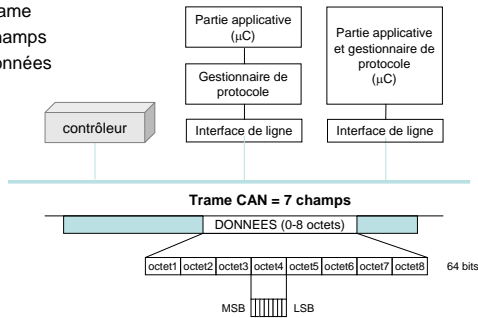 ame
hamps
onnées
Partie applicative
(µC)
Gestionnaire de
protocole
Interface de ligne
Partie applicative
et gestionnaire de
protocole
(µC)
Interface de ligne
contrôleur
Trame CAN = 7 champs
DONNEES (0-8 octets)
octet1 octet2 octet3 octet4 octet5 octet6 octet7 octet8 64 bits
MSB LSB